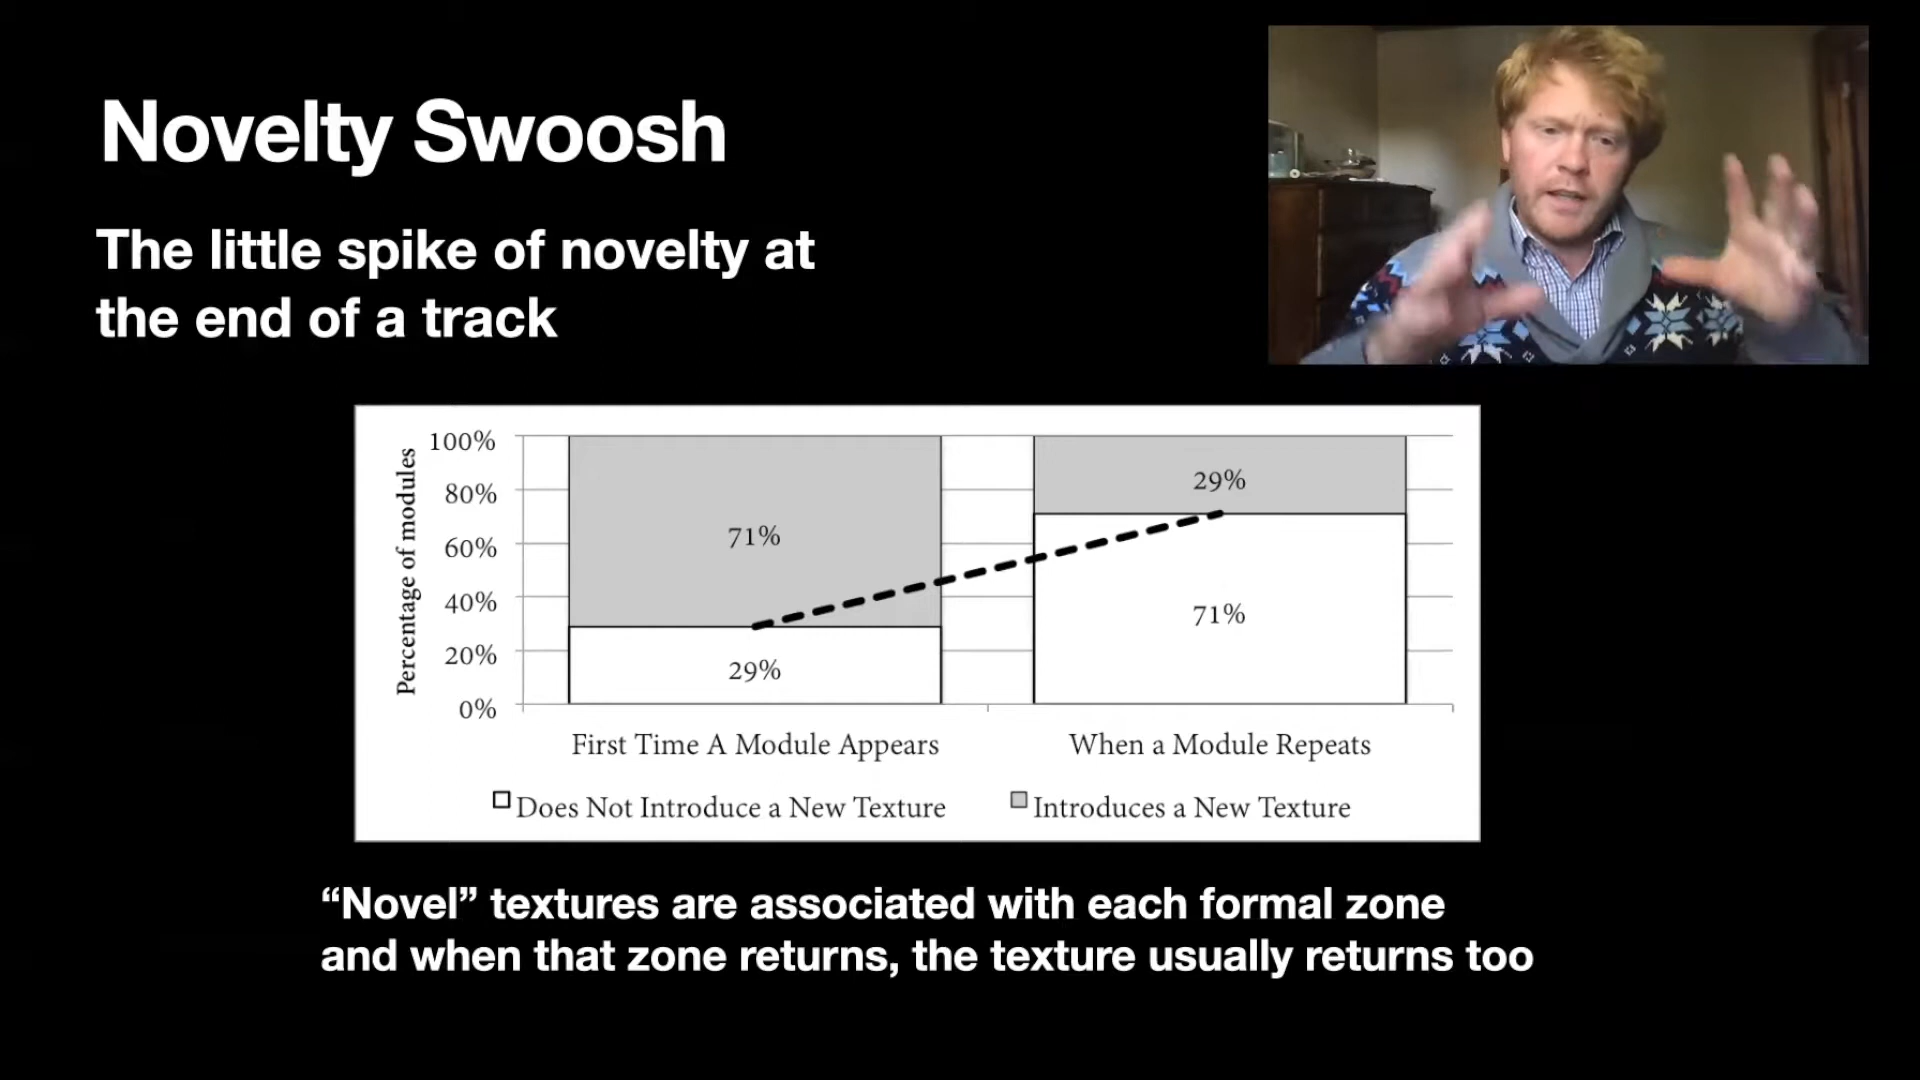 Novelty Swoosh
The little spike of novelty at
the end of a track
Percentage of modules
100%
80%
60%
40%
20%
0%
71%
29%
29%
71%
First Time A Module Appears
When a Module Repeats
Does Not Introduce a New Texture
Introduces a New Texture
“Novel” textures are associated with each formal zone
and when that zone returns, the texture usually returns too